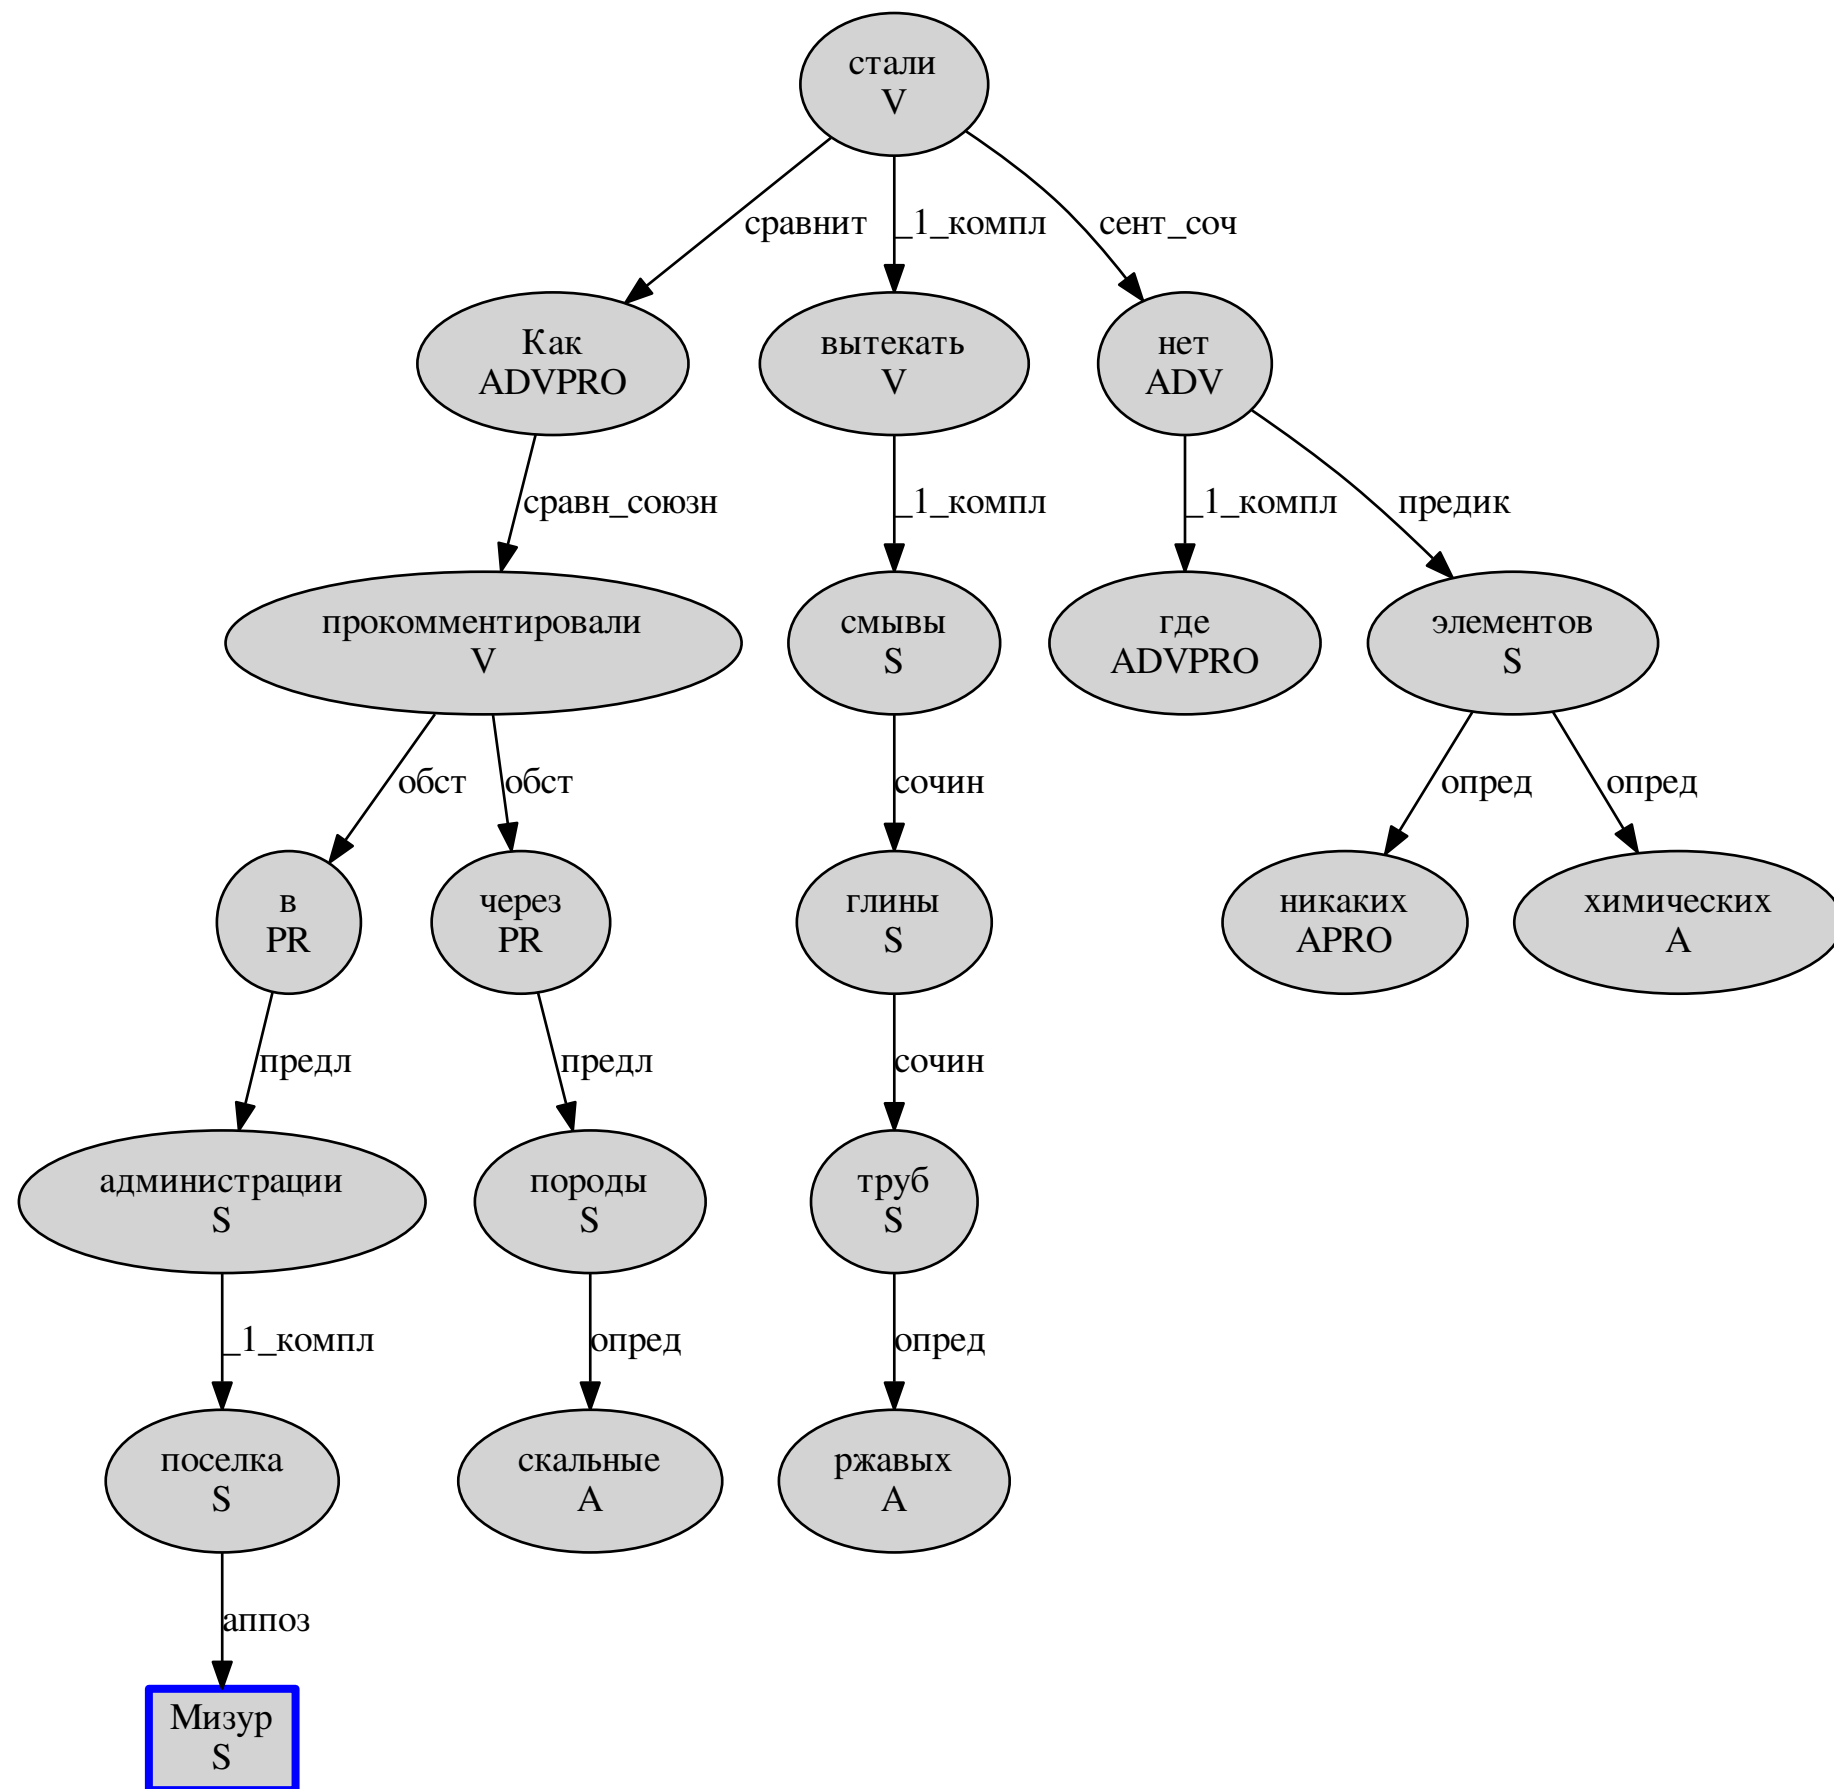 стали
V
сравнит
_1_компл
сент_соч
Как
ADVPRO
вытекать
V
нет
ADV
сравн_союзн
_1_компл
_1_компл
предик
прокомментировали
V
смывы
S
где
ADVPRO
элементов
S
обст
обст
сочин
опред
опред
в
PR
через
PR
глины
S
никаких
APRO
химических
A
предл
предл
сочин
администрации
S
породы
S
труб
S
_1_компл
опред
опред
поселка
S
скальные
A
ржавых
A
аппоз
Мизур
S